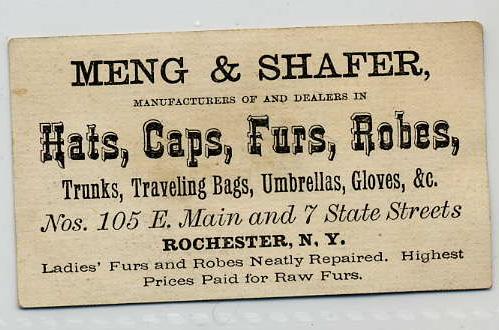 MENG & SHAFER,
MANUFACTURERS OF AND DEALERS IN
Hats, Caps, Furs, Robes,
Trunks, Traveling Bags, Umbrellas, Gloves, &c.
Nos. 105 E. Main and 7 State Streets
ROCHESTER, N. Y.
Ladies' Furs and Robes Neatly Repaired. Highest
Prices Paid for Raw Furs.